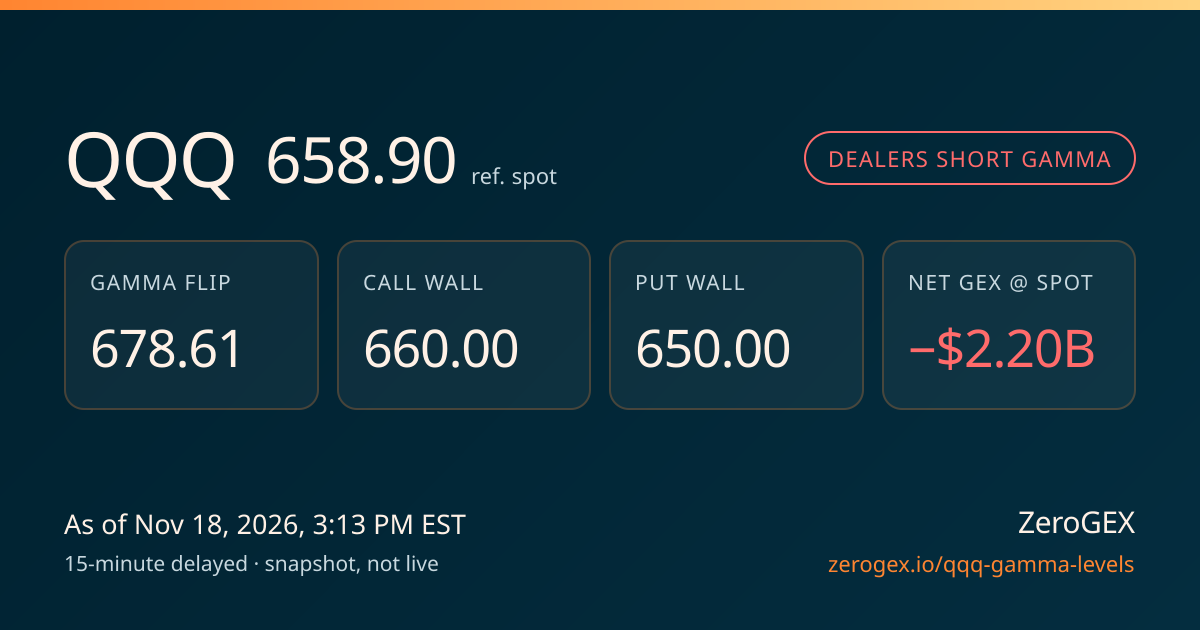 QQQ 658.90 ref. spot
DEALERS SHORT GAMMA
GAMMA FLIP
678.61
CALL WALL
660.00
PUT WALL
650.00
NET GEX @ SPOT
−$2.20B
As of Nov 18, 2026, 3:13 PM EST
15-minute delayed · snapshot, not live
ZeroGEX
zerogex.io/qqq-gamma-levels